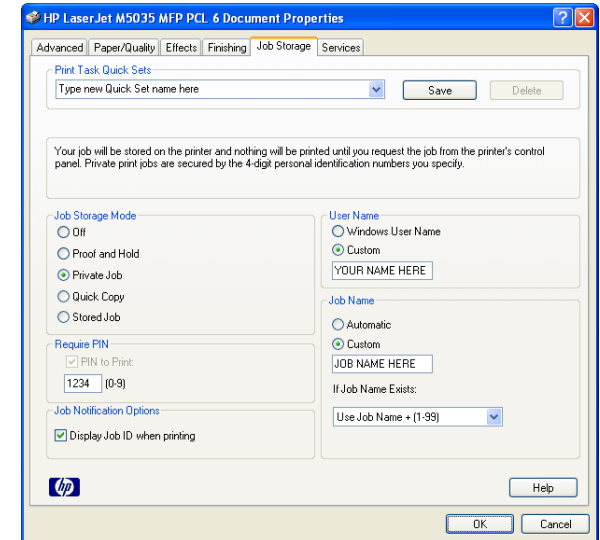 HP LaserJet M5035 MFP PCL 6 Document Properties
Advanced Paper/Quality Effects Finishing Job Storage Services
Print Task Quick Sets
Type new Quick Set name here Save Delete
Your job will be stored on the printer and nothing will be printed until you request the job from the printer's control
panel. Private print jobs are secured by the 4-digit personal identification numbers you specify.
Job Storage Mode
Off
Proof and Hold
Private Job
Quick Copy
Stored Job
Require PIN
PIN to Print:
1234 (0-9)
Job Notification Options
Display Job ID when printing
User Name
Windows User Name
Custom
YOUR NAME HERE
Job Name
Automatic
Custom
JOB NAME HERE
If Job Name Exists:
Use Job Name + (1-99)
hp
Help
OK Cancel